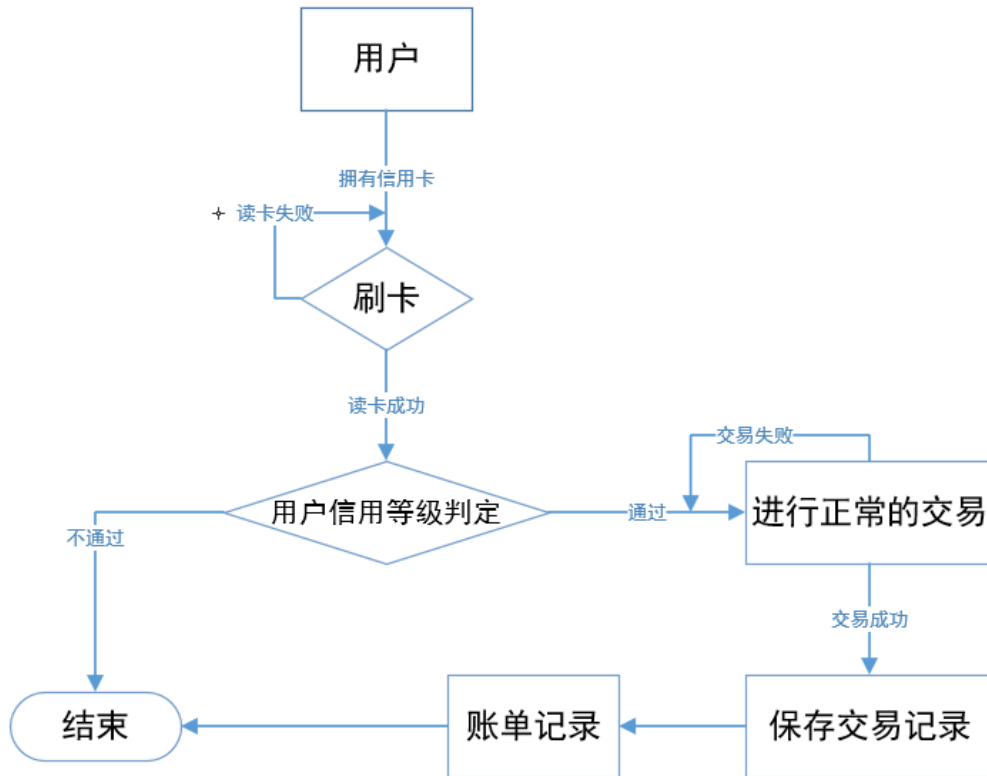 用户
拥有信用卡
读卡失败
刷卡
读卡成功
交易失败
用户信用等级判定
通过
进行正常的交易
不通过
交易成功
结束
账单记录
保存交易记录